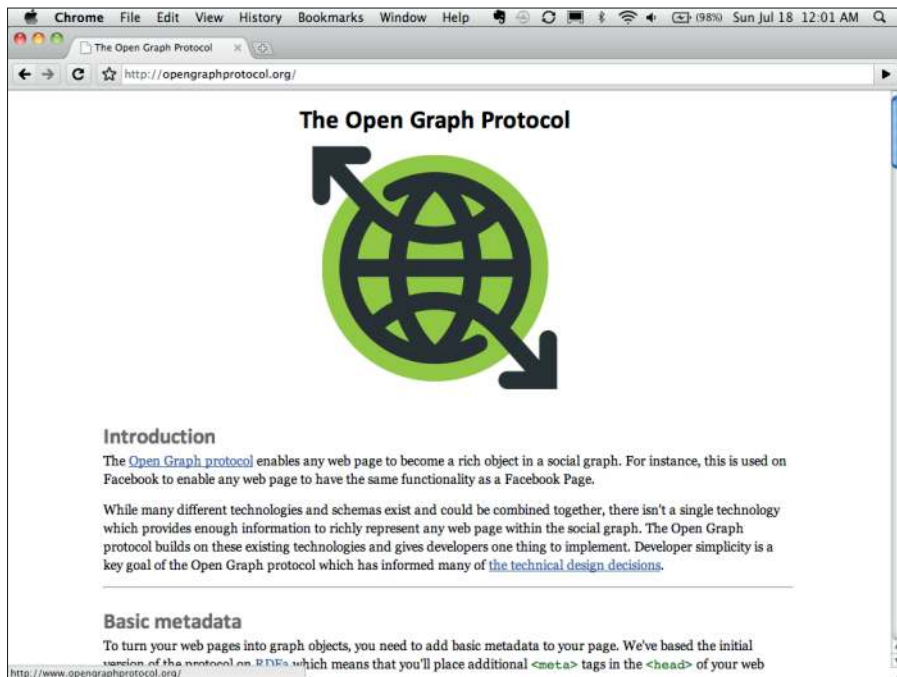 Chrome File Edit View History Bookmarks Window Help (98%) Sun Jul 18 12:01 AM
The Open Graph Protocol
http://opengraphprotocol.org/
The Open Graph Protocol
Introduction
The Open Graph protocol enables any web page to become a rich object in a social graph. For instance, this is used on
Facebook to enable any web page to have the same functionality as a Facebook Page.
While many different technologies and schemas exist and could be combined together, there isn't a single technology
which provides enough information to richly represent any web page within the social graph. The Open Graph
protocol builds on these existing technologies and gives developers one thing to implement. Developer simplicity is a
key goal of the Open Graph protocol which has informed many of the technical design decisions.
Basic metadata
To turn your web pages into graph objects, you need to add basic metadata to your page. We've based the initial
version of the protocol on RDFa which means that you'll place additional <meta> tags in the <head> of your web
http://www.opengraphprotocol.org/